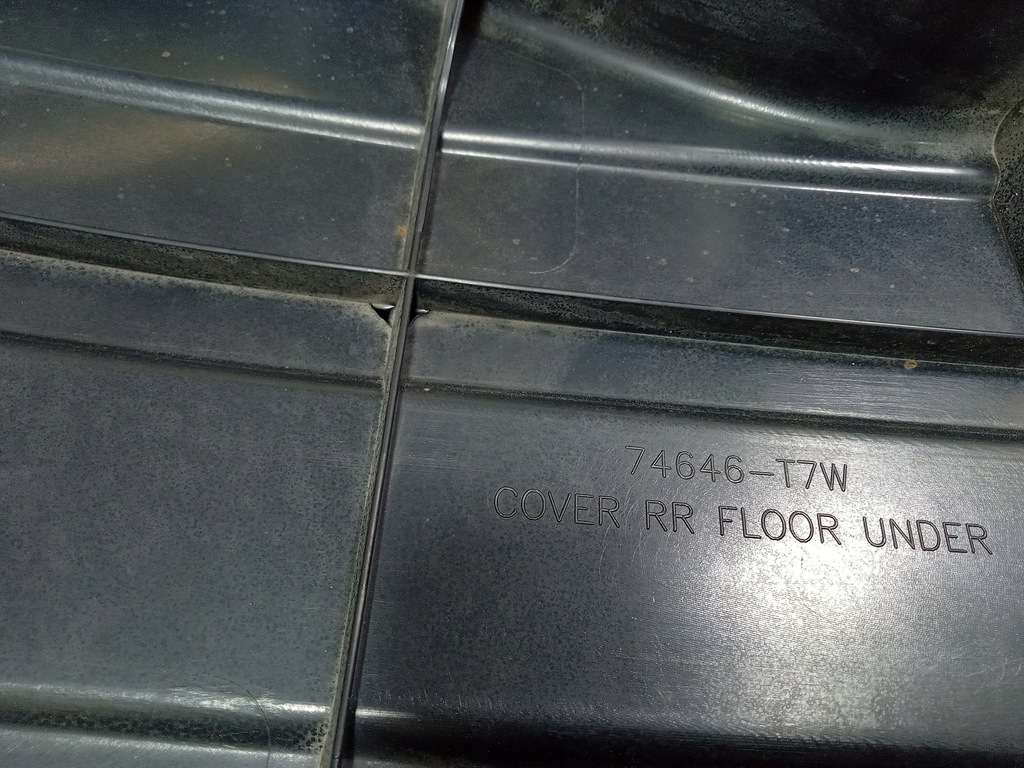 74646-T7W
COVER RR FLOOR UNDER